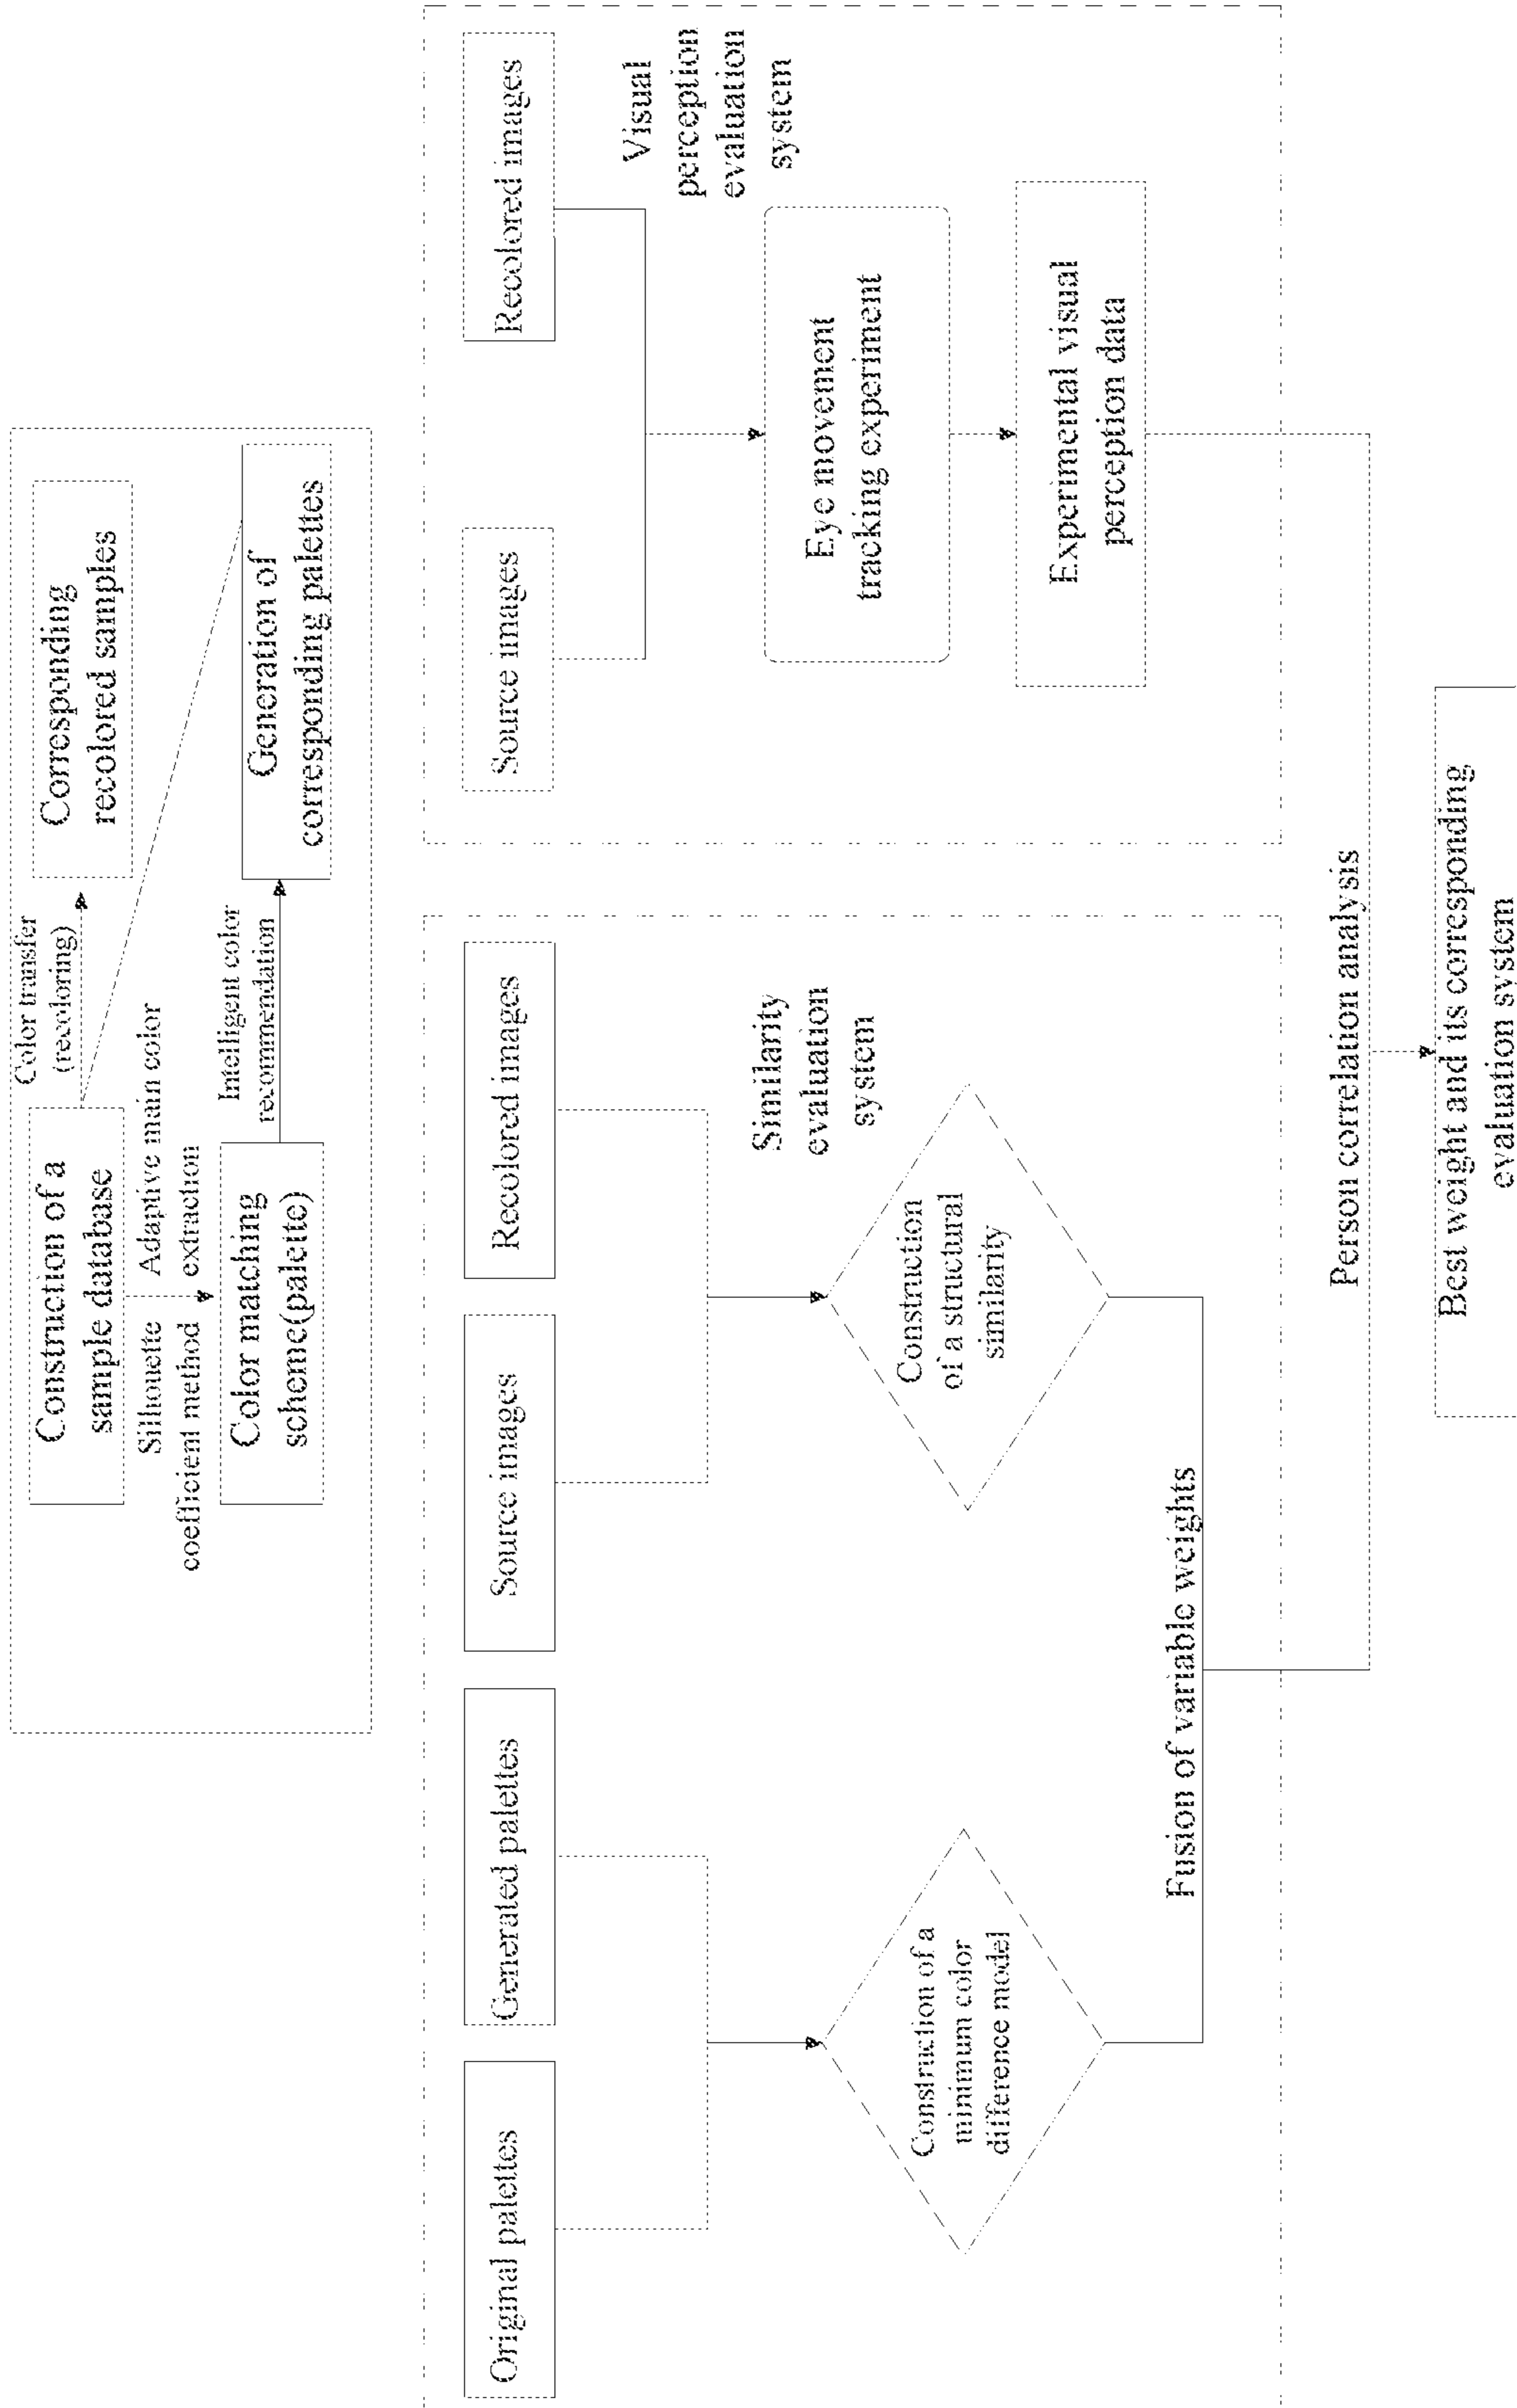 Construction of a
sample database
Color transfer
(recoloring)
Corresponding
recolored samples
Silhouette
coefficient method
Adaptive main color
extraction
Color matching
scheme(palette)
Intelligent color
recommendation
Generation of
corresponding palettes
Original palettes
Generated palettes
Source images
Recolored images
Similarity
evaluation
system
Construction of a
minimum color
difference model
Construction
of a structural
similarity
Fusion of variable weights
Source images
Recolored images
Visual
perception
evaluation
system
Eye movement
tracking experiment
Experimental visual
perception data
Person correlation analysis
Best weight and its corresponding
evaluation system